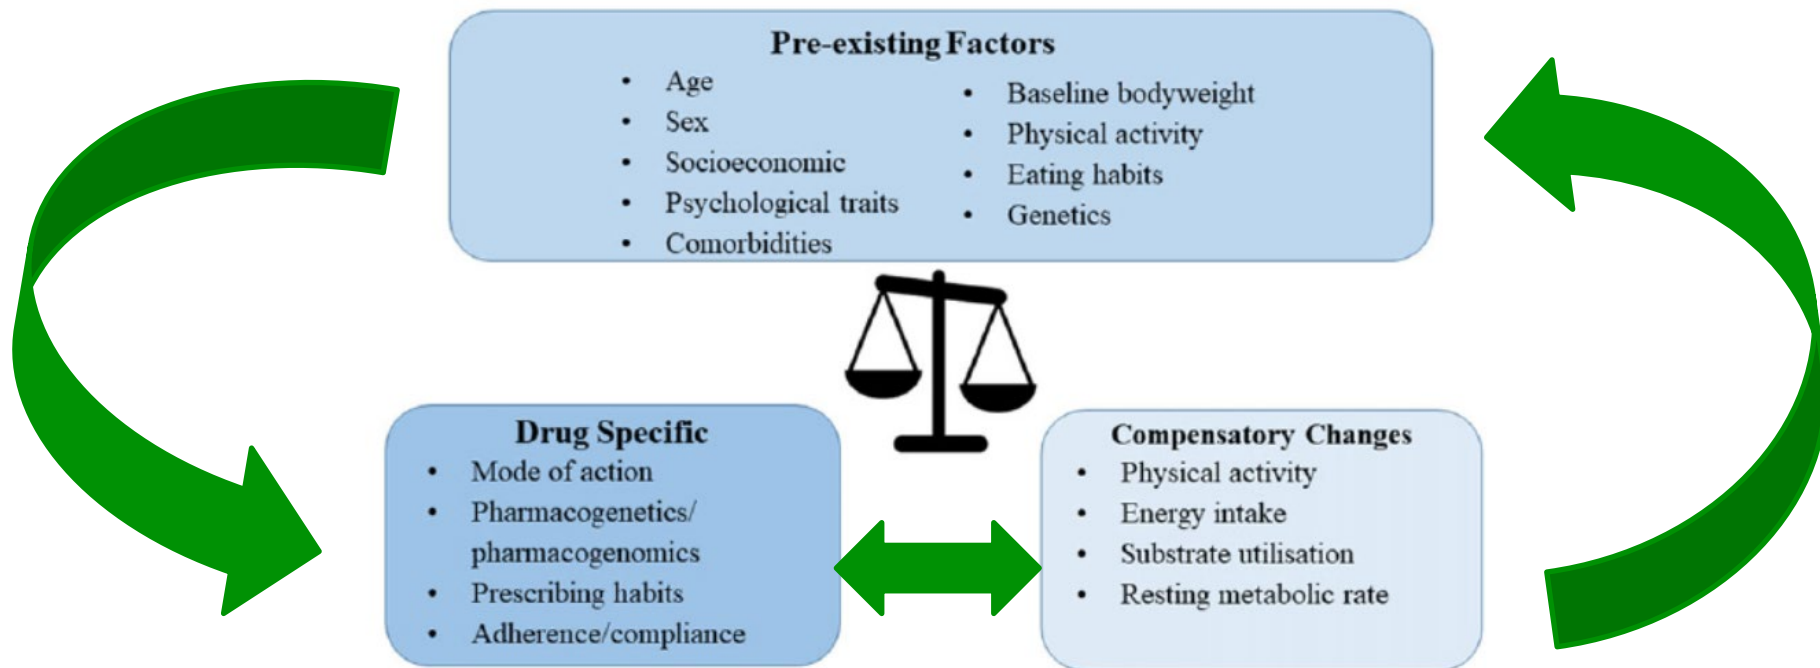 Pre-existing Factors
• Age
• Sex
• Socioeconomic
• Psychological traits
• Comorbidities
• Baseline bodyweight
• Physical activity
• Eating habits
• Genetics
Drug Specific
• Mode of action
• Pharmacogenetics/
pharmacogenomics
• Prescribing habits
• Adherence/compliance
Compensatory Changes
• Physical activity
• Energy intake
• Substrate utilisation
• Resting metabolic rate